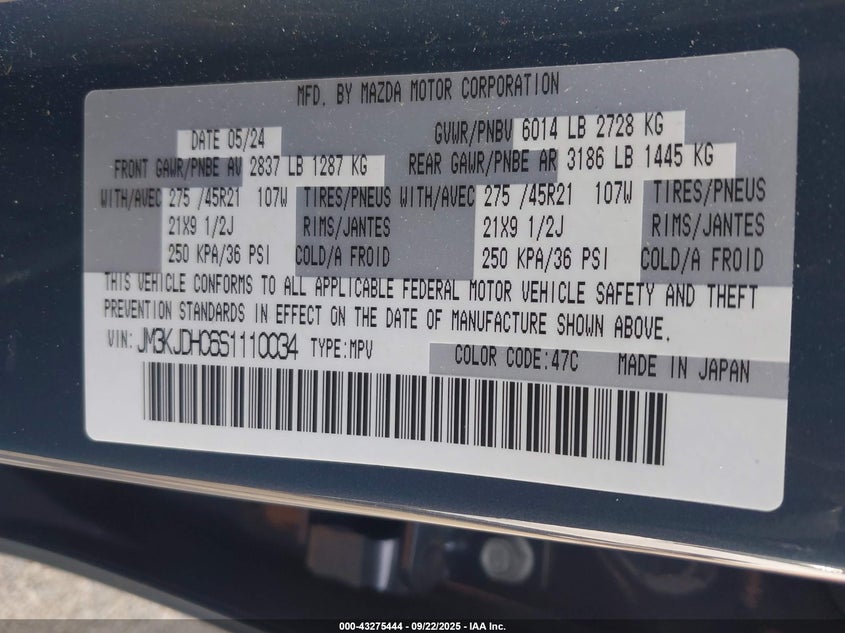 MFD. BY MAZDA MOTOR CORPORATION
DATE 05/24 GVWR/PNBV 6014 LB 2728 KG
FRONT GAWR/PNBE AV 2837 LB 1287 KG REAR GAWR/PNBE AR 3186 LB 1445 KG
WITH/AVEC 275 /45R21 107W TIRES/PNEUS WITH/AVEC 275 /45R21 107W TIRES/PNEUS
21X9 1/2J RIMS/JANTES 21X9 1/2J RIMS/JANTES
250 KPA/36 PSI COLD/A FROID 250 KPA/36 PSI COLD/A FROID
THIS VEHICLE CONFORMS TO ALL APPLICABLE FEDERAL MOTOR VEHICLE SAFETY AND THEFT
PREVENTION STANDARDS IN EFFECT ON THE DATE OF MANUFACTURE SHOWN ABOVE.
VIN: JM3KJDHC6S1110034 TYPE:MPV COLOR CODE:47C MADE IN JAPAN
000-43275444 - 09/22/2025 - IAA Inc.